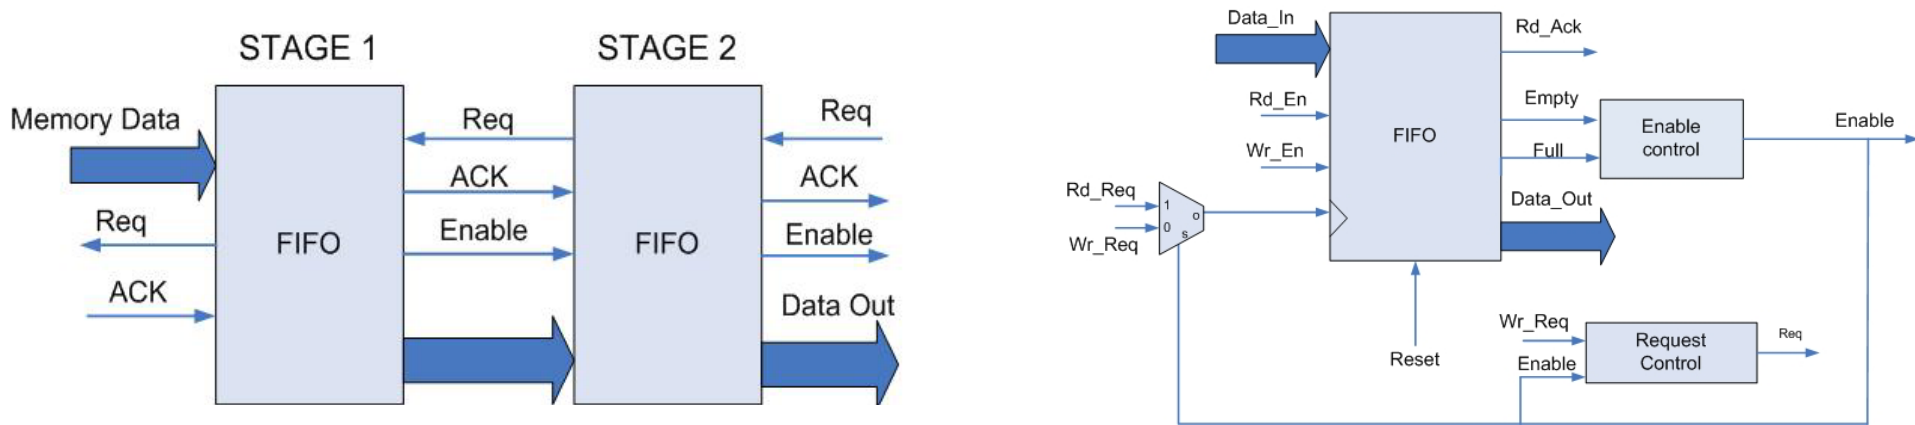 STAGE 1
STAGE 2
Memory Data
Req
ACK
FIFO
Req
ACK
Enable
FIFO
Req
ACK
Enable
Data Out
Data_In
Rd_En
Wr_En
Rd_Req
1
0
s
o
Wr_Req
FIFO
Reset
Rd_Ack
Empty
Full
Data_Out
Enable
control
Enable
Wr_Req
Enable
Request
Control
Req